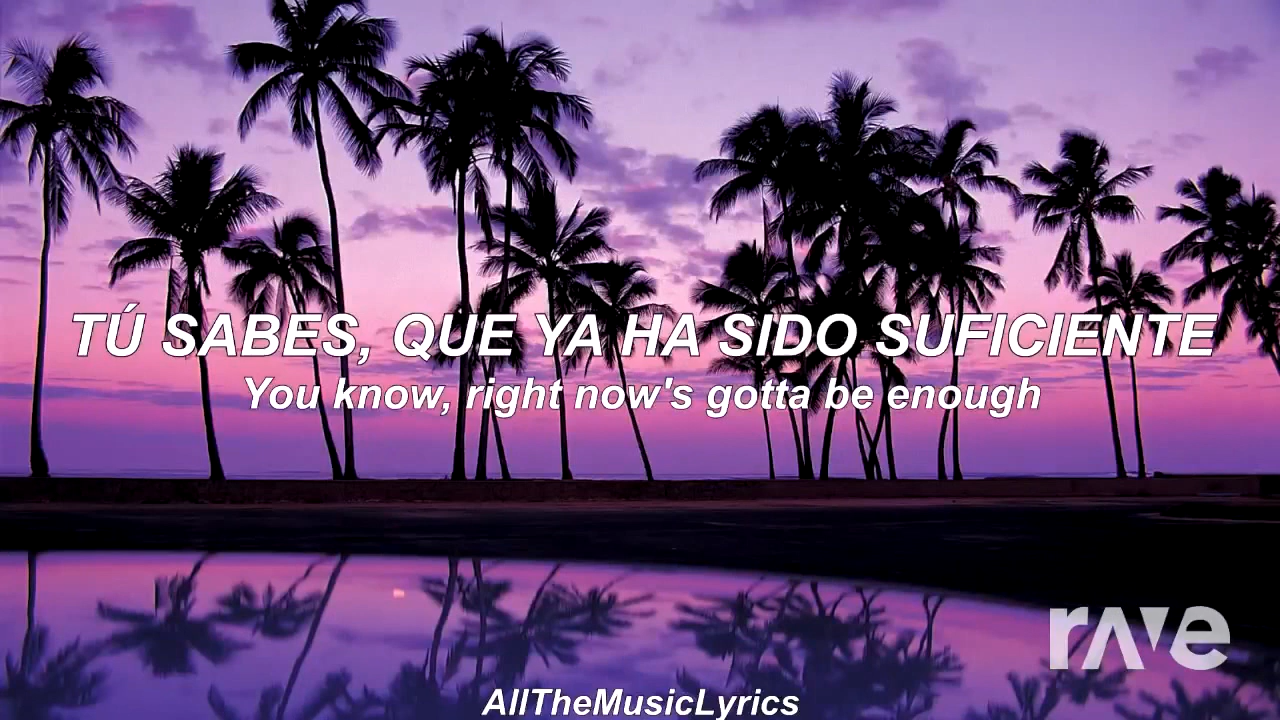 TÚ SABES, QUE YA HA SIDO SUFICIENTE
You know, right now's gotta be enough
rave
AllTheMusicLyrics